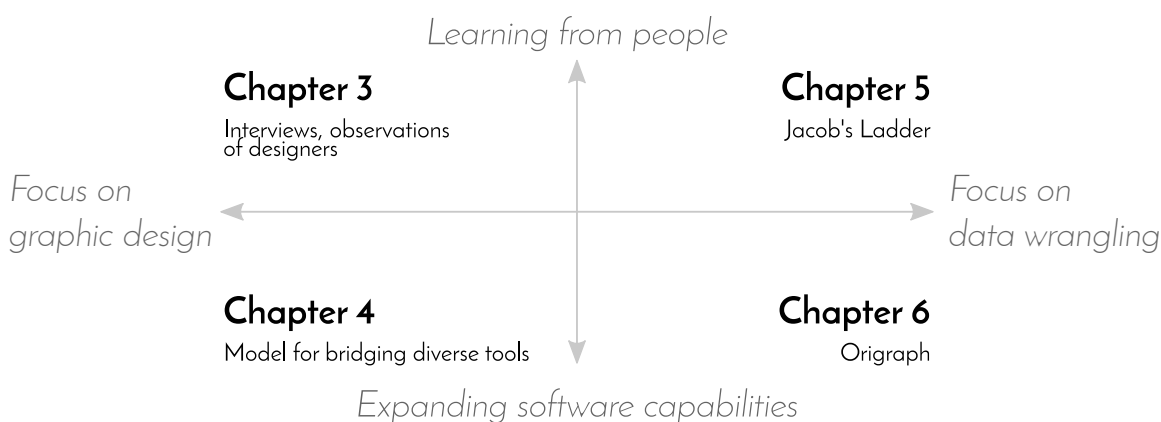 Learning from people
Chapter 3
Interviews, observations
of designers
Chapter 5
Jacob's Ladder
Focus on
graphic design
Focus on
data wrangling
Chapter 4
Model for bridging diverse tools
Chapter 6
Origraph
Expanding software capabilities